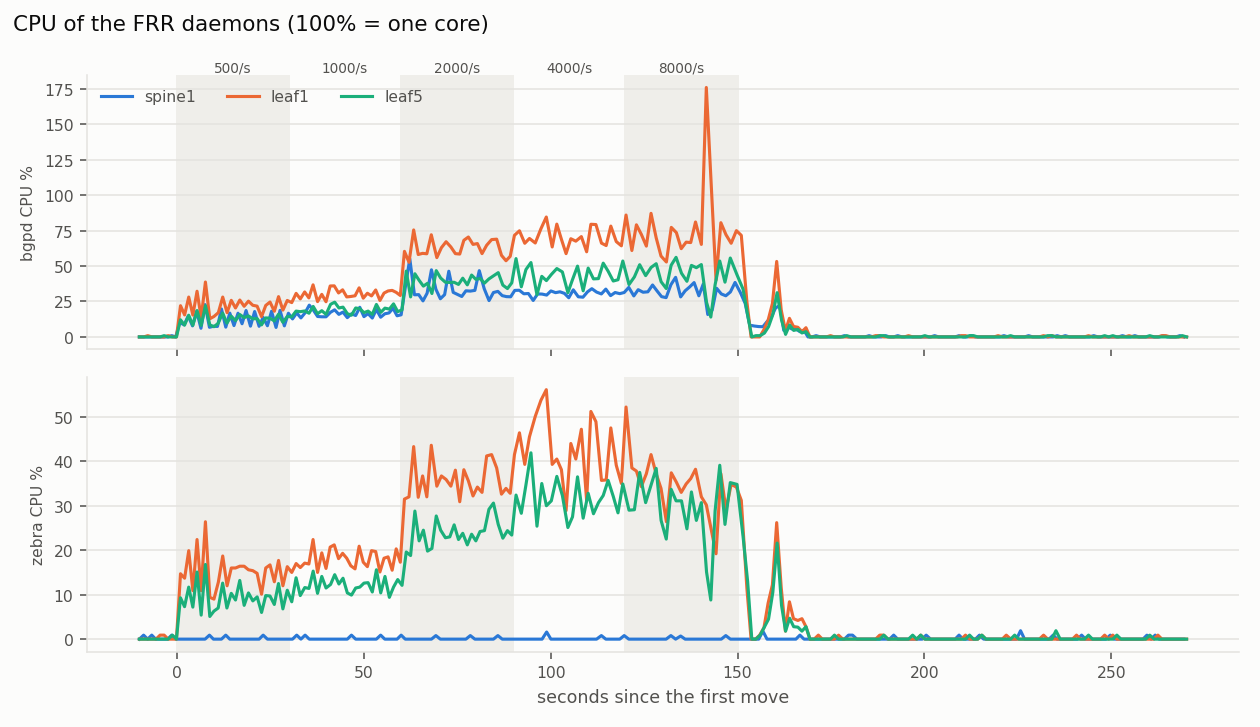 CPU of the FRR daemons (100% = one core)
500/s 1000/s 2000/s 4000/s 8000/s
spine1 leaf1 leaf5
bgpd CPU %
175
150
125
100
75
50
25
0
zebra CPU %
50
40
30
20
10
0
0 50 100 150 200 250
seconds since the first move